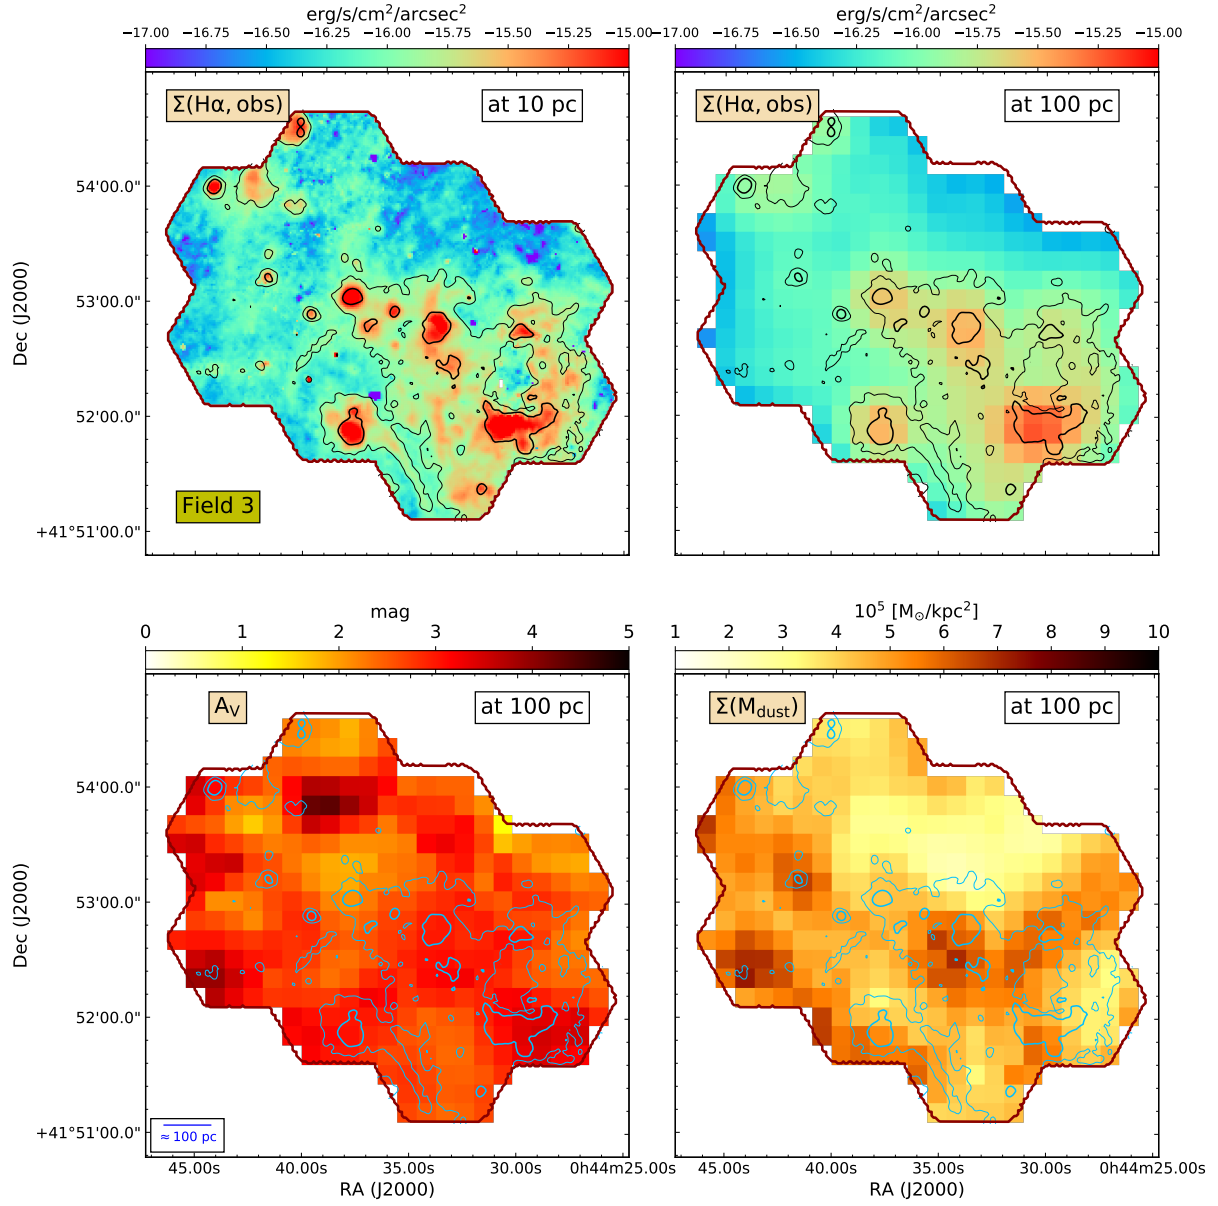 erg/s/cm²/arcsec² erg/s/cm²/arcsec²
−17.00 −16.75 −16.50 −16.25 −16.00 −15.75 −15.50 −15.25 −15.00 −17.00 −16.75 −16.50 −16.25 −16.00 −15.75 −15.50 −15.25 −15.00
Σ(Hα, obs) at 10 pc Σ(Hα, obs) at 100 pc
54'00.0"
53'00.0"
Dec (J2000)
52'00.0"
Field 3
+41°51'00.0"
mag 10⁵ [M☉/kpc²]
0 1 2 3 4 5 1 2 3 4 5 6 7 8 9 10
A_V at 100 pc Σ(M_dust) at 100 pc
54'00.0"
53'00.0"
Dec (J2000)
52'00.0"
+41°51'00.0"
≈ 100 pc
45.00s 40.00s 35.00s 30.00s 0h44m25.00s 45.00s 40.00s 35.00s 30.00s 0h44m25.00s
RA (J2000) RA (J2000)